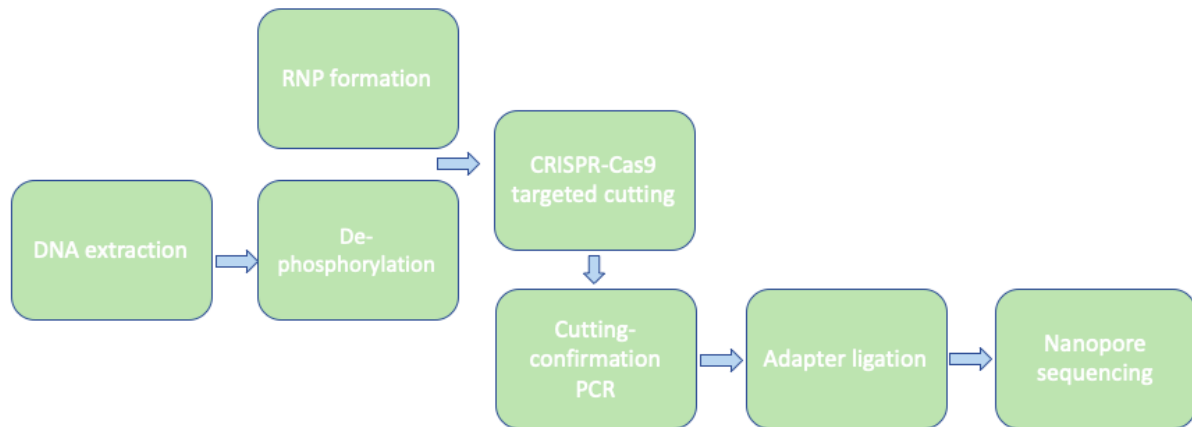 RNP formation
CRISPR-Cas9
targeted cutting
DNA extraction
De-
phosphorylation
Cutting-
confirmation
PCR
Adapter ligation
Nanopore
sequencing